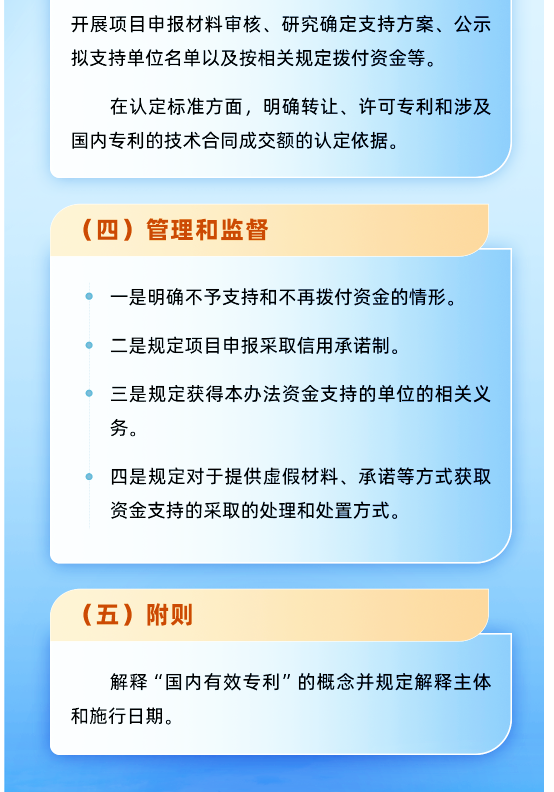 开展项目申报材料审核、研究确定支持方案、公示
拟支持单位名单以及按相关规定拨付资金等。
在认定标准方面，明确转让、许可专利和涉及
国内专利的技术合同成交额的认定依据。
（四）管理和监督
一是明确不予支持和不再拨付资金的情形。
二是规定项目申报采取信用承诺制。
三是规定获得本办法资金支持的单位的相关义
务。
四是规定对于提供虚假材料、承诺等方式获取
资金支持的采取的处理和处置方式。
（五）附则
解释“国内有效专利”的概念并规定解释主体
和施行日期。